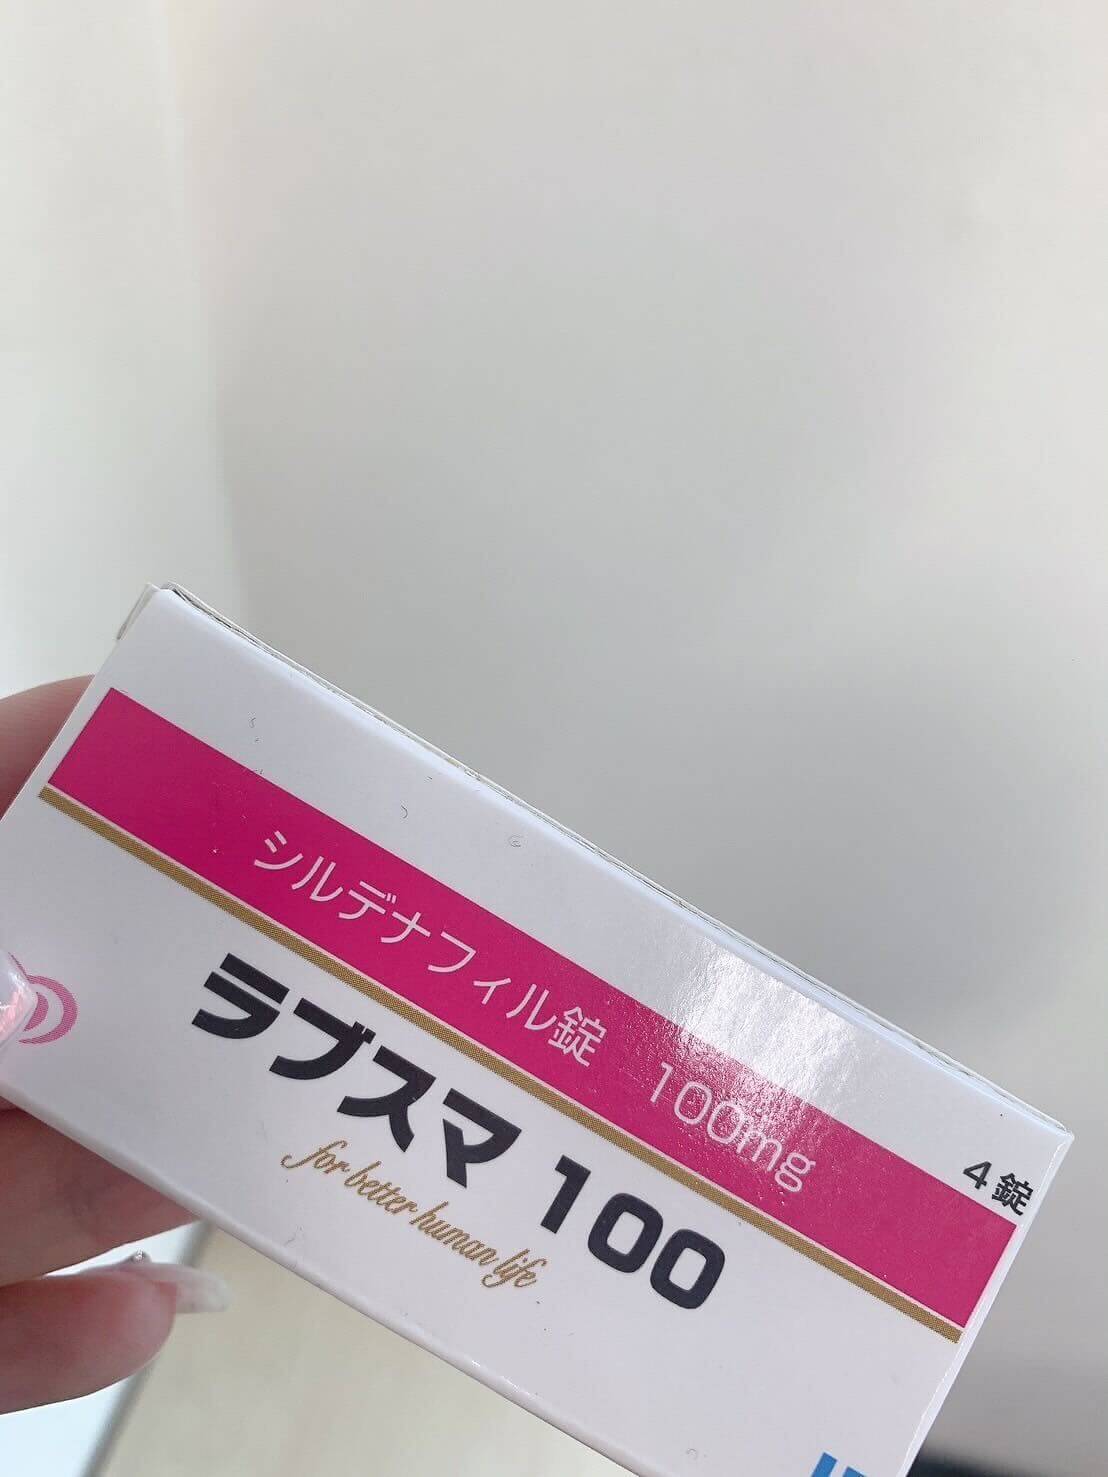 シルデナフィル錠 100mg
4錠
ラブスマ 100
for better human life